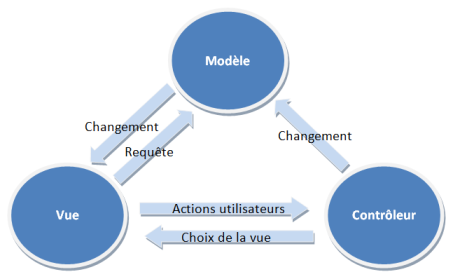 Modèle
Changement
Changement
Requête
Actions utilisateurs
Vue
Contrôleur
Choix de la vue